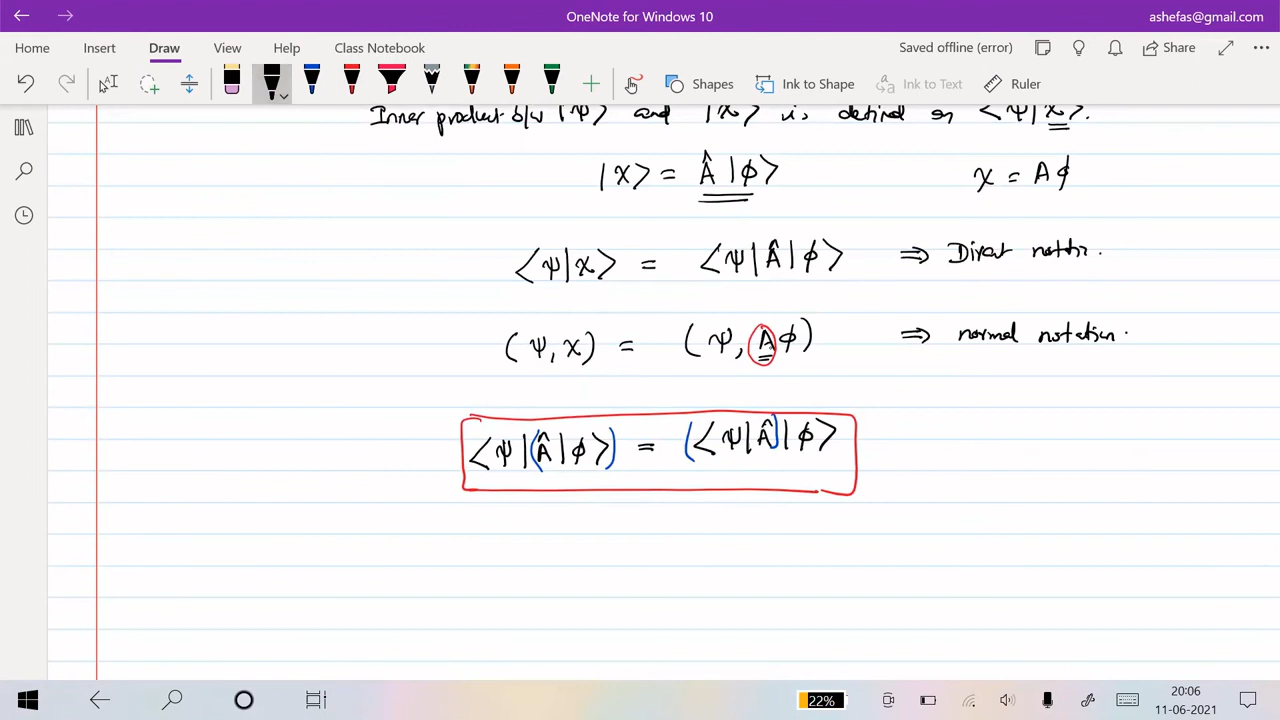 OneNote for Windows 10
ashefas@gmail.com
Home Insert Draw View Help Class Notebook
Saved offline (error) Share
Shapes Ink to Shape Ink to Text Ruler
Inner product b/w |Ψ⟩ and |χ⟩ is defined as ⟨Ψ|χ⟩.
|χ⟩ = Â|ϕ⟩ χ = Aϕ
⟨Ψ|χ⟩ = ⟨Ψ|Â|ϕ⟩ ⇒ Dirac
(Ψ, χ) = (Ψ, Aϕ) ⇒ normal notation.
⟨Ψ|(Â|ϕ⟩) = (⟨Ψ|Â)|ϕ⟩
22%
20:06
11-06-2021